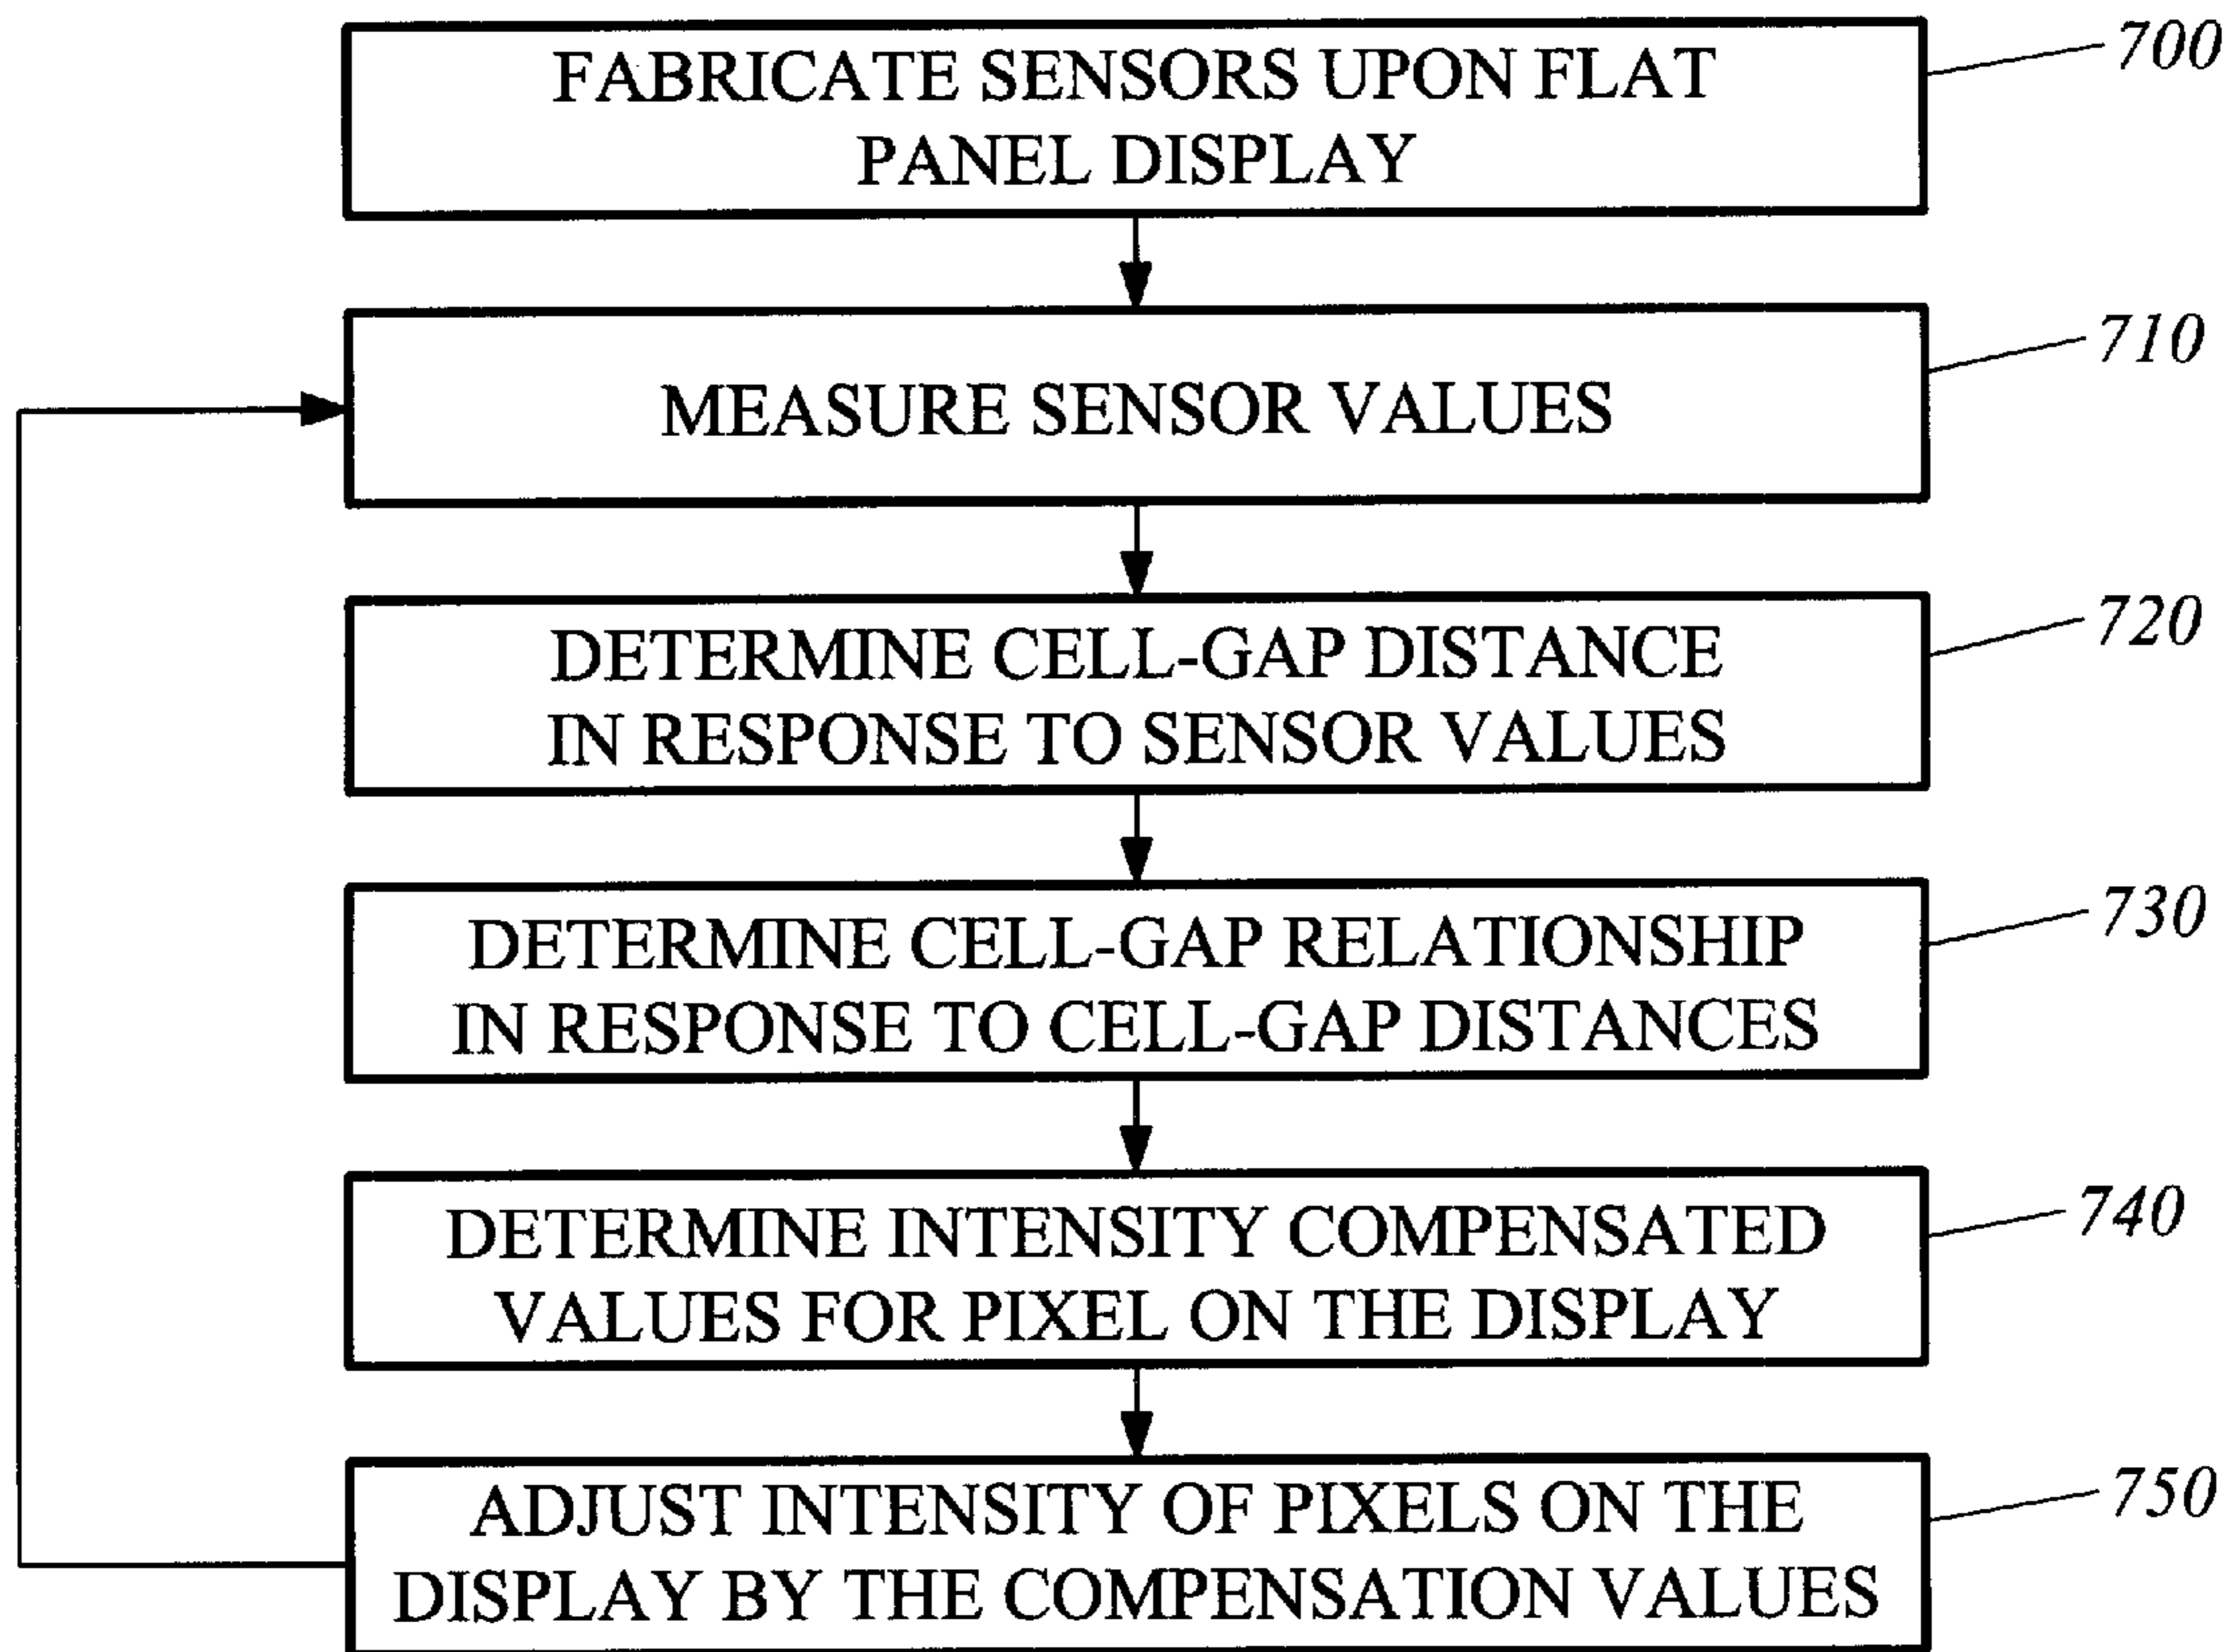 FABRICATE SENSORS UPON FLAT
PANEL DISPLAY
700
MEASURE SENSOR VALUES
710
DETERMINE CELL-GAP DISTANCE
IN RESPONSE TO SENSOR VALUES
720
DETERMINE CELL-GAP RELATIONSHIP
IN RESPONSE TO CELL-GAP DISTANCES
730
DETERMINE INTENSITY COMPENSATED
VALUES FOR PIXEL ON THE DISPLAY
740
ADJUST INTENSITY OF PIXELS ON THE
DISPLAY BY THE COMPENSATION VALUES
750